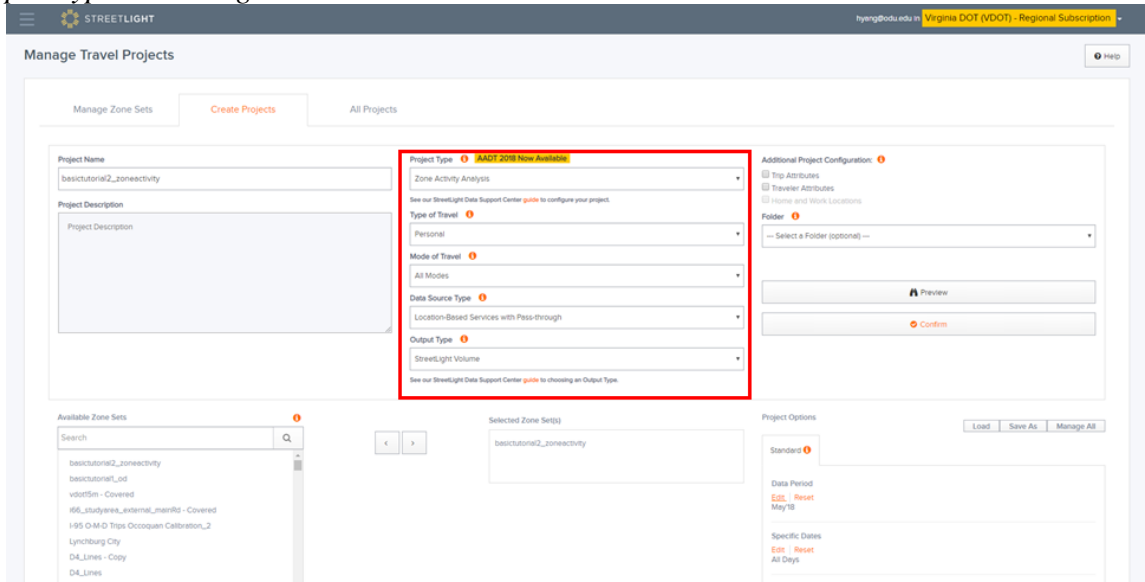 STREETLIGHT
hyang@odu.edu in Virginia DOT (VDOT) - Regional Subscription
Manage Travel Projects
Help
Manage Zone Sets
Create Projects
All Projects
Project Name
basictutorial2_zoneactivity
Project Description
Project Description
Project Type AADT 2018 Now Available
Zone Activity Analysis
See our StreetLight Data Support Center guide to configure your project.
Type of Travel
Personal
Mode of Travel
All Modes
Data Source Type
Location-Based Services with Pass-through
Output Type
StreetLight Volume
See our StreetLight Data Support Center guide to choosing an Output Type.
Additional Project Configuration:
Trip Attributes
Traveler Attributes
Home and Work Locations
Folder
--- Select a Folder (optional) ---
Preview
Confirm
Available Zone Sets
Search
basictutorial2_zoneactivity
basictutorial1_od
vdot15m - Covered
i66_studyarea_external_mainRd - Covered
I-95 O-M-D Trips Occoquan Calibration_2
Lynchburg City
D4_Lines - Copy
D4_Lines
< >
Selected Zone Set(s)
basictutorial2_zoneactivity
Project Options
Load Save As Manage All
Standard
Data Period
Edit | Reset
May'18
Specific Dates
Edit | Reset
All Days